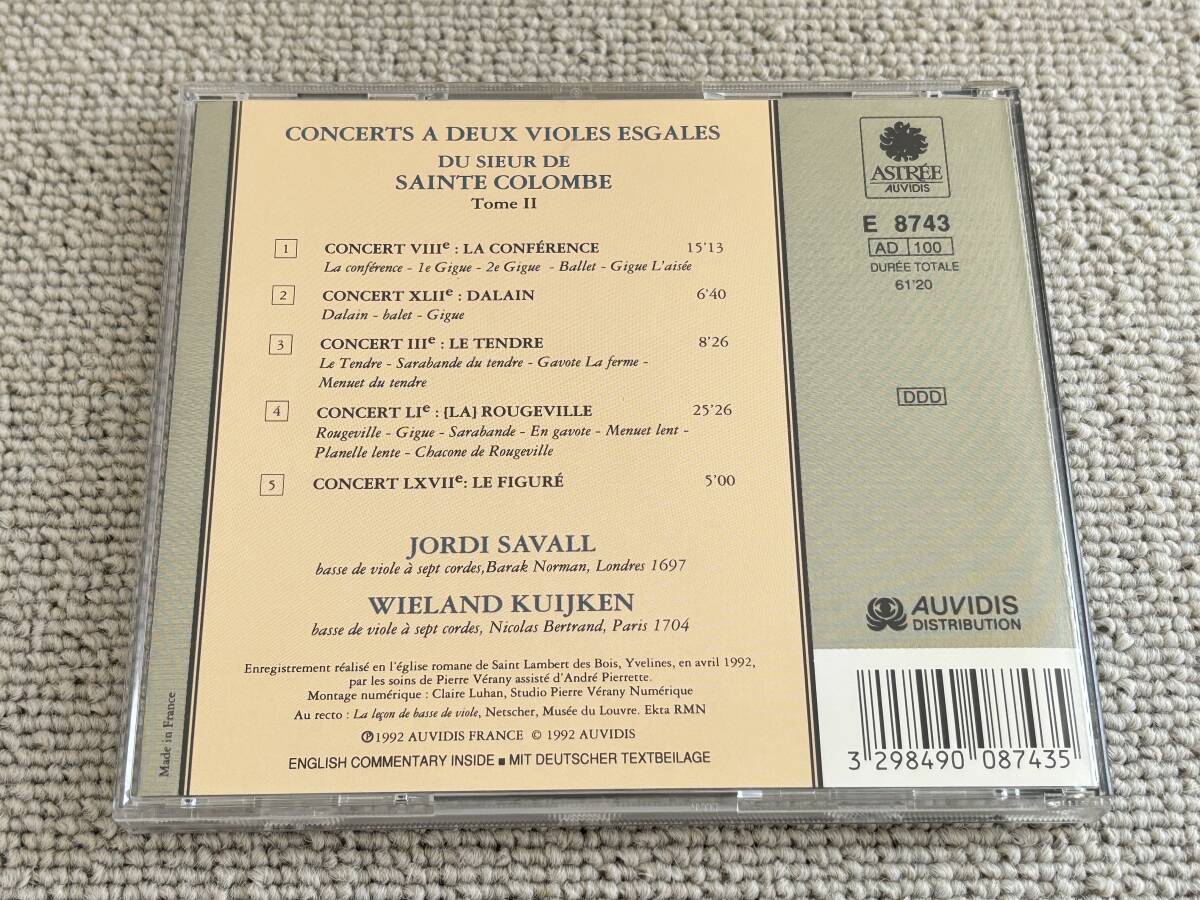 CONCERTS A DEUX VIOLES ESGALES
DU SIEUR DE
SAINTE COLOMBE
Tome II
1 CONCERT VIIIe : LA CONFÉRENCE 15'13
La conférence - 1e Gigue - 2e Gigue - Ballet - Gigue L'aisée
2 CONCERT XLIIe : DALAIN 6'40
Dalain - balet - Gigue
3 CONCERT IIIe : LE TENDRE 8'26
Le Tendre - Sarabande du tendre - Gavote La ferme -
Menuet du tendre
4 CONCERT LIe : [LA] ROUGEVILLE 25'26
Rougeville - Gigue - Sarabande - En gavote - Menuet lent -
Planelle lente - Chacone de Rougeville
5 CONCERT LXVIIe: LE FIGURÉ 5'00
JORDI SAVALL
basse de viole à sept cordes,Barak Norman, Londres 1697
WIELAND KUIJKEN
basse de viole à sept cordes, Nicolas Bertrand, Paris 1704
Enregistrement réalisé en l'église romane de Saint Lambert des Bois, Yvelines, en avril 1992,
par les soins de Pierre Vérany assisté d'André Pierrette.
Montage numérique : Claire Luhan, Studio Pierre Vérany Numérique
Au recto : La leçon de basse de viole, Netscher, Musée du Louvre. Ekta RMN
℗1992 AUVIDIS FRANCE © 1992 AUVIDIS
ENGLISH COMMENTARY INSIDE ■ MIT DEUTSCHER TEXTBEILAGE
Made in France
ASTRÉE
AUVIDIS
E 8743
AD 100
DURÉE TOTALE
61'20
DDD
AUVIDIS
DISTRIBUTION
3 298490 087435